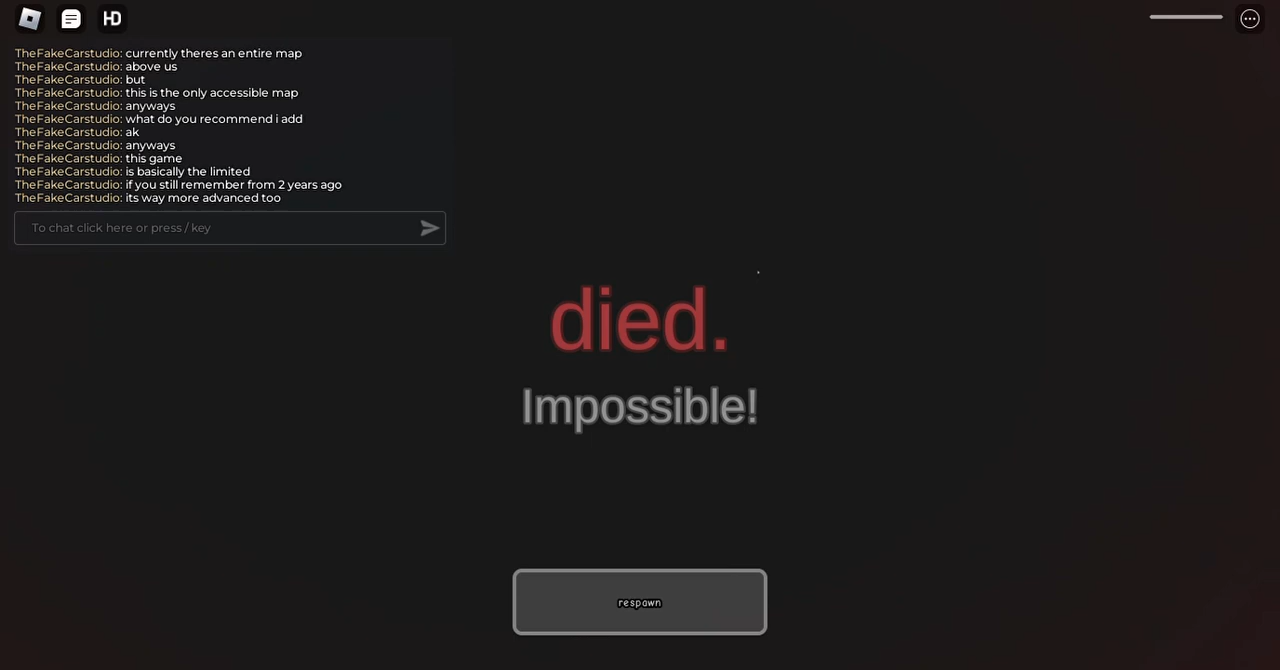 HD
TheFakeCarstudio: currently theres an entire map
TheFakeCarstudio: above us
TheFakeCarstudio: but
TheFakeCarstudio: this is the only accessible map
TheFakeCarstudio: anyways
TheFakeCarstudio: what do you recommend i add
TheFakeCarstudio: ak
TheFakeCarstudio: anyways
TheFakeCarstudio: this game
TheFakeCarstudio: is basically the limited
TheFakeCarstudio: if you still remember from 2 years ago
TheFakeCarstudio: its way more advanced too
To chat click here or press / key
died.
Impossible!
respawn